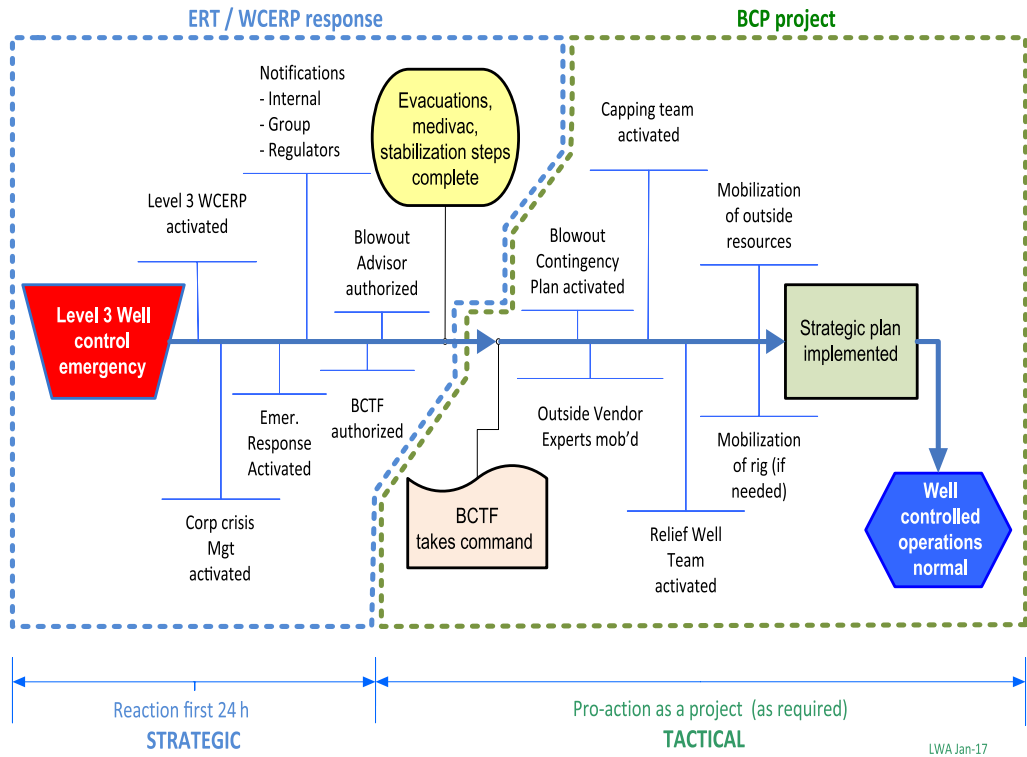 ERT / WCERP response
BCP project
Notifications
- Internal
- Group
- Regulators
Evacuations,
medivac,
stabilization steps
complete
Capping team
activated
Level 3 WCERP
activated
Mobilization
of outside
resources
Blowout
Advisor
authorized
Blowout
Contingency
Plan activated
Level 3 Well
control
emergency
Strategic plan
implemented
Emer.
Response
Activated
BCTF
authorized
Outside Vendor
Experts mob'd
Mobilization
of rig (if
needed)
Corp crisis
Mgt
activated
BCTF
takes command
Relief Well
Team
activated
Well
controlled
operations
normal
Reaction first 24 h
STRATEGIC
Pro-action as a project (as required)
TACTICAL
LWA Jan-17